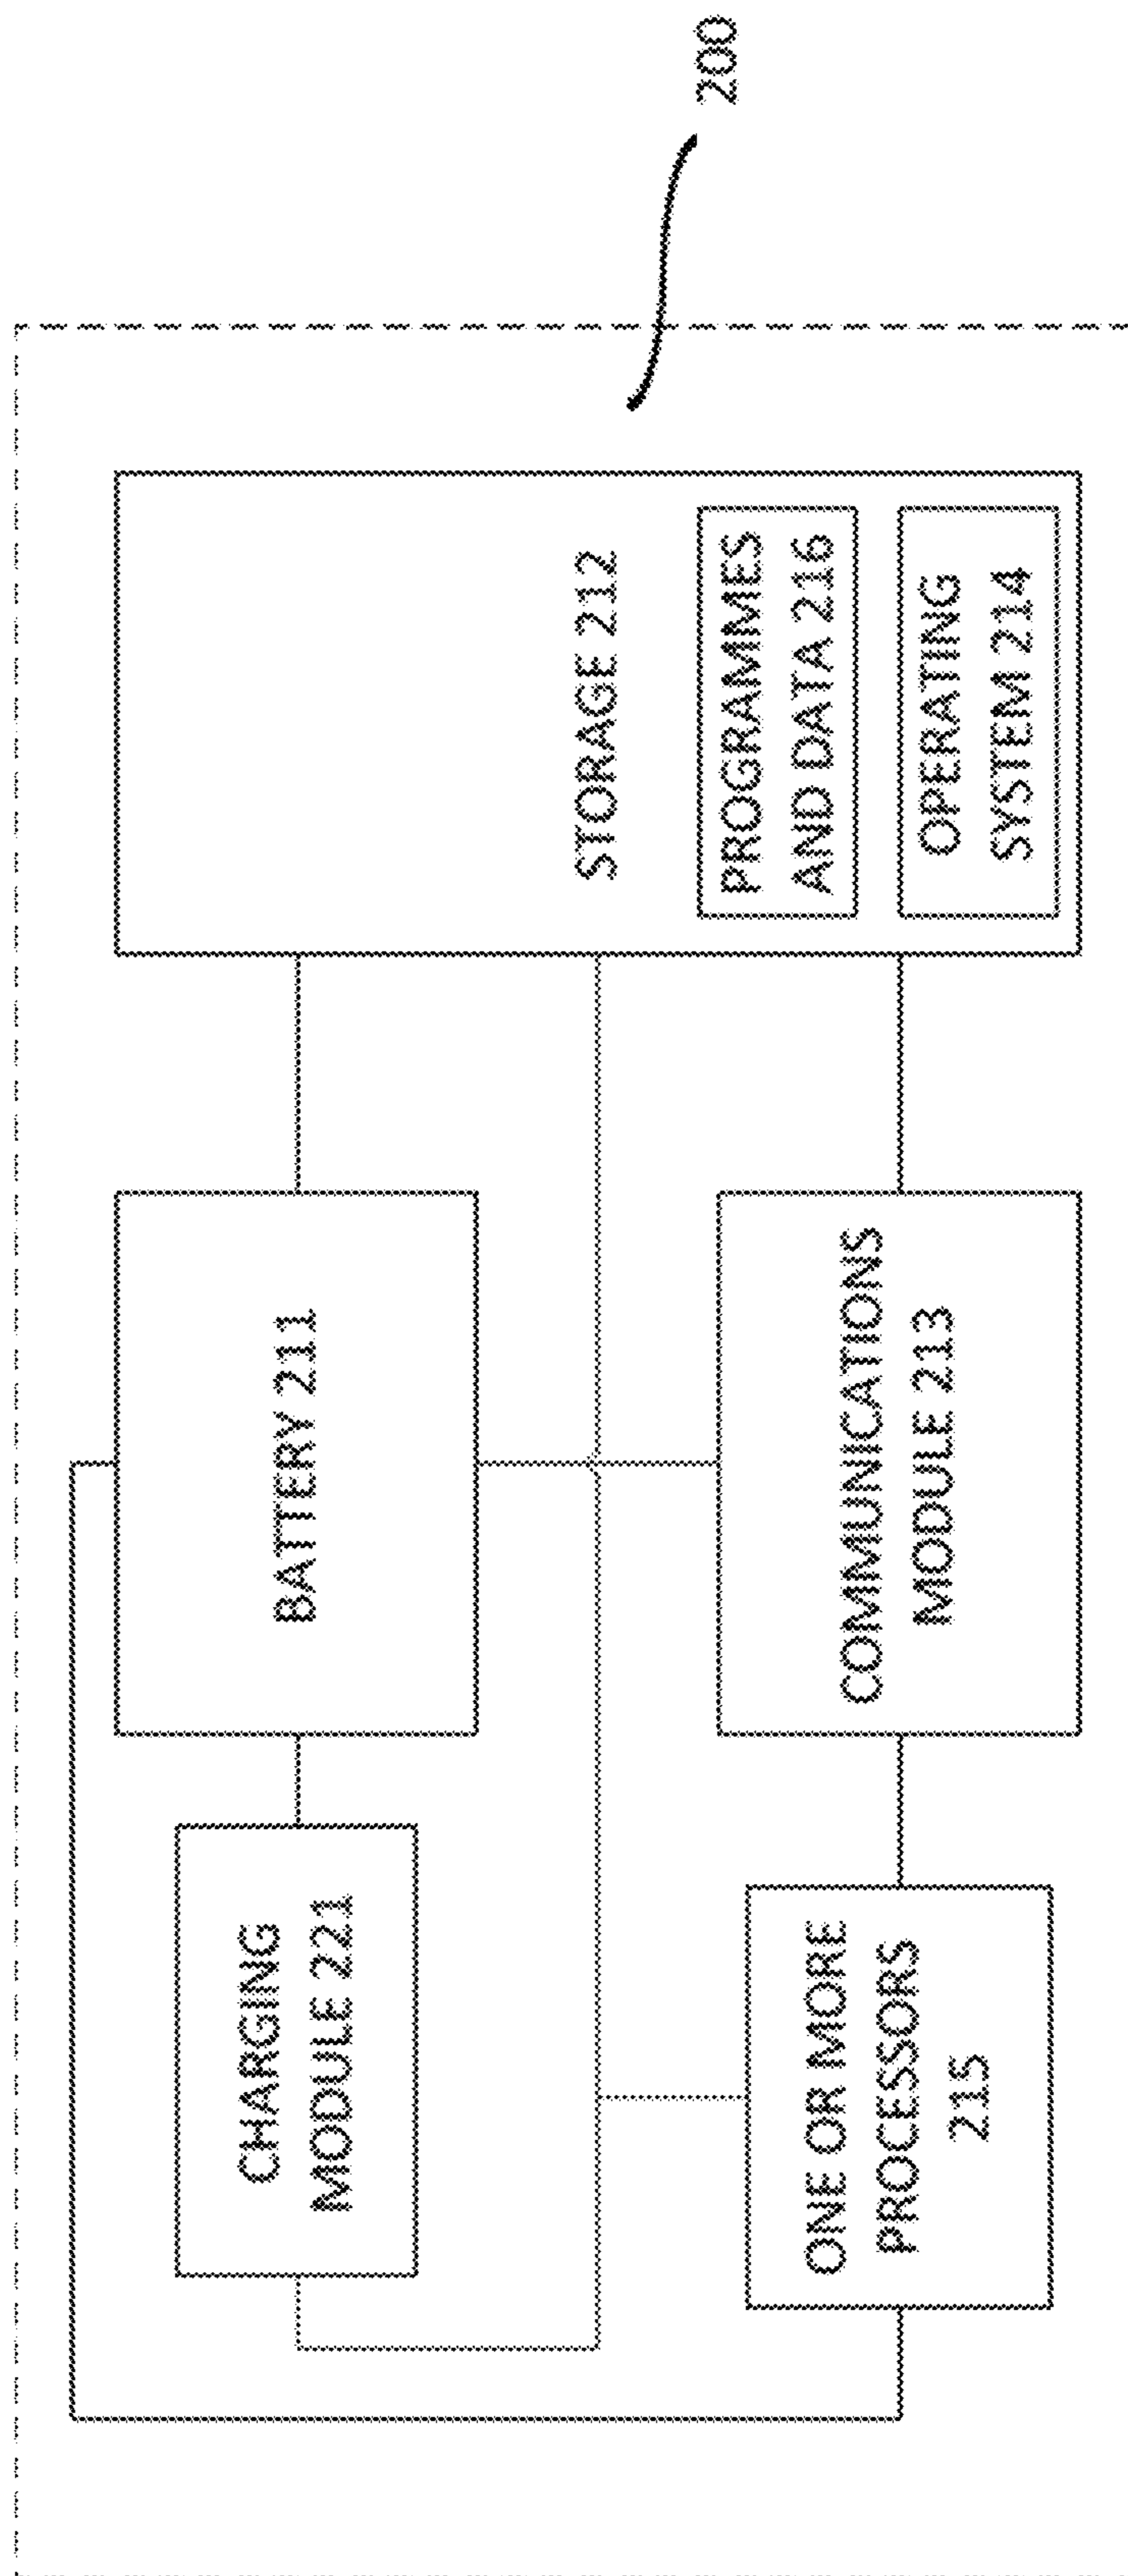 200
CHARGING
MODULE 221
BATTERY 211
STORAGE 212
PROGRAMMES
AND DATA 216
OPERATING
SYSTEM 214
ONE OR MORE
PROCESSORS
215
COMMUNICATIONS
MODULE 213